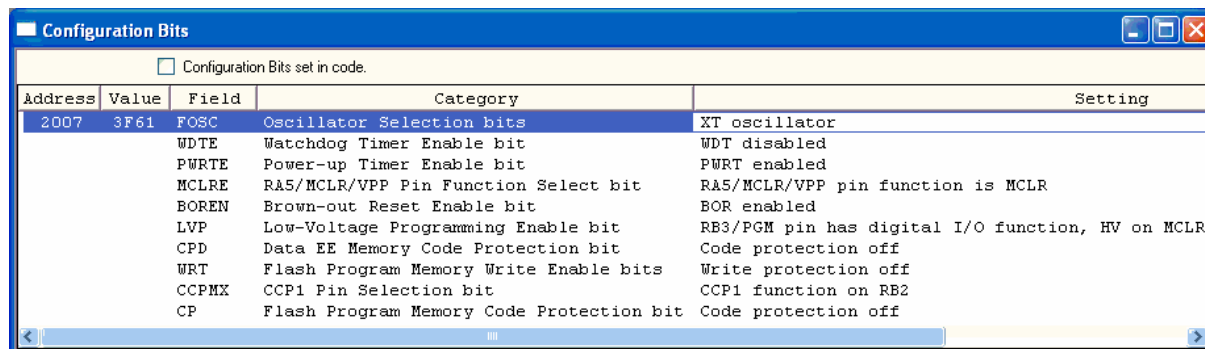 Configuration Bits
Configuration Bits set in code.
Address Value Field Category Setting
2007 3F61 FOSC Oscillator Selection bits XT oscillator
WDTE Watchdog Timer Enable bit WDT disabled
PWRTE Power-up Timer Enable bit PWRT enabled
MCLRE RA5/MCLR/VPP Pin Function Select bit RA5/MCLR/VPP pin function is MCLR
BOREN Brown-out Reset Enable bit BOR enabled
LVP Low-Voltage Programming Enable bit RB3/PGM pin has digital I/O function, HV on MCLR
CPD Data EE Memory Code Protection bit Code protection off
WRT Flash Program Memory Write Enable bits Write protection off
CCPMX CCP1 Pin Selection bit CCP1 function on RB2
CP Flash Program Memory Code Protection bit Code protection off